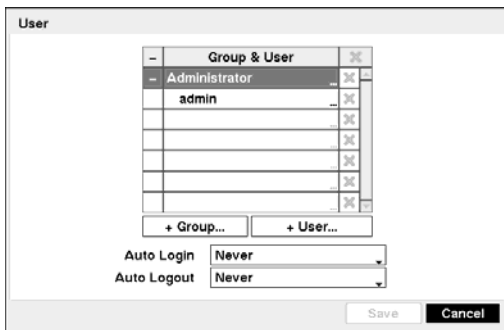 User
– Group & User
– Administrator ...
admin ...
+ Group... + User...
Auto Login Never
Auto Logout Never
Save Cancel